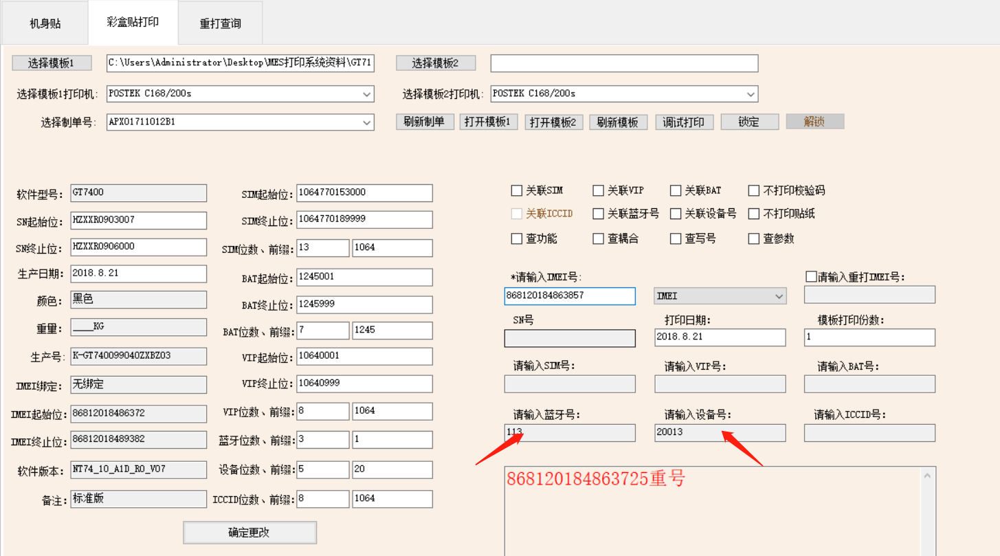 机身贴 彩盒贴打印 重打查询
选择模板1 C:\Users\Administrator\Desktop\MES打印系统资料\GT71 选择模板2
选择模板1打印机: POSTEK C168/200s 选择模板2打印机: POSTEK C168/200s
选择制单号: APX01711012B1 刷新制单 打开模板1 打开模板2 刷新模板 调试打印 锁定 解锁
软件型号: GT7400
SN起始位: HZXXR0903007
SN终止位: HZXXR0906000
生产日期: 2018.8.21
颜色: 黑色
重量: ____KG
生产号: K-GT740099040ZXBZ03
IMEI绑定: 无绑定
IMEI起始位: 86812018486372
IMEI终止位: 86812018489382
软件版本: NT74_10_A1D_R0_V07
备注: 标准版
SIM起始位: 1064770153000
SIM终止位: 1064770189999
SIM位数、前缀: 13 1064
BAT起始位: 1245001
BAT终止位: 1245999
BAT位数、前缀: 7 1245
VIP起始位: 10640001
VIP终止位: 10640999
VIP位数、前缀: 8 1064
蓝牙位数、前缀: 3 1
设备位数、前缀: 5 20
ICCID位数、前缀: 8 1064
确定更改
关联SIM 关联VIP 关联BAT 不打印校验码
关联ICCID 关联蓝牙号 关联设备号 不打印贴纸
查功能 查耦合 查写号 查参数
*请输入IMEI号: 请输入重打IMEI号:
868120184863857 IMEI
SN号 打印日期: 模板打印份数:
2018.8.21 1
请输入SIM号: 请输入VIP号: 请输入BAT号:
请输入蓝牙号: 请输入设备号: 请输入ICCID号:
113 20013
868120184863725重号